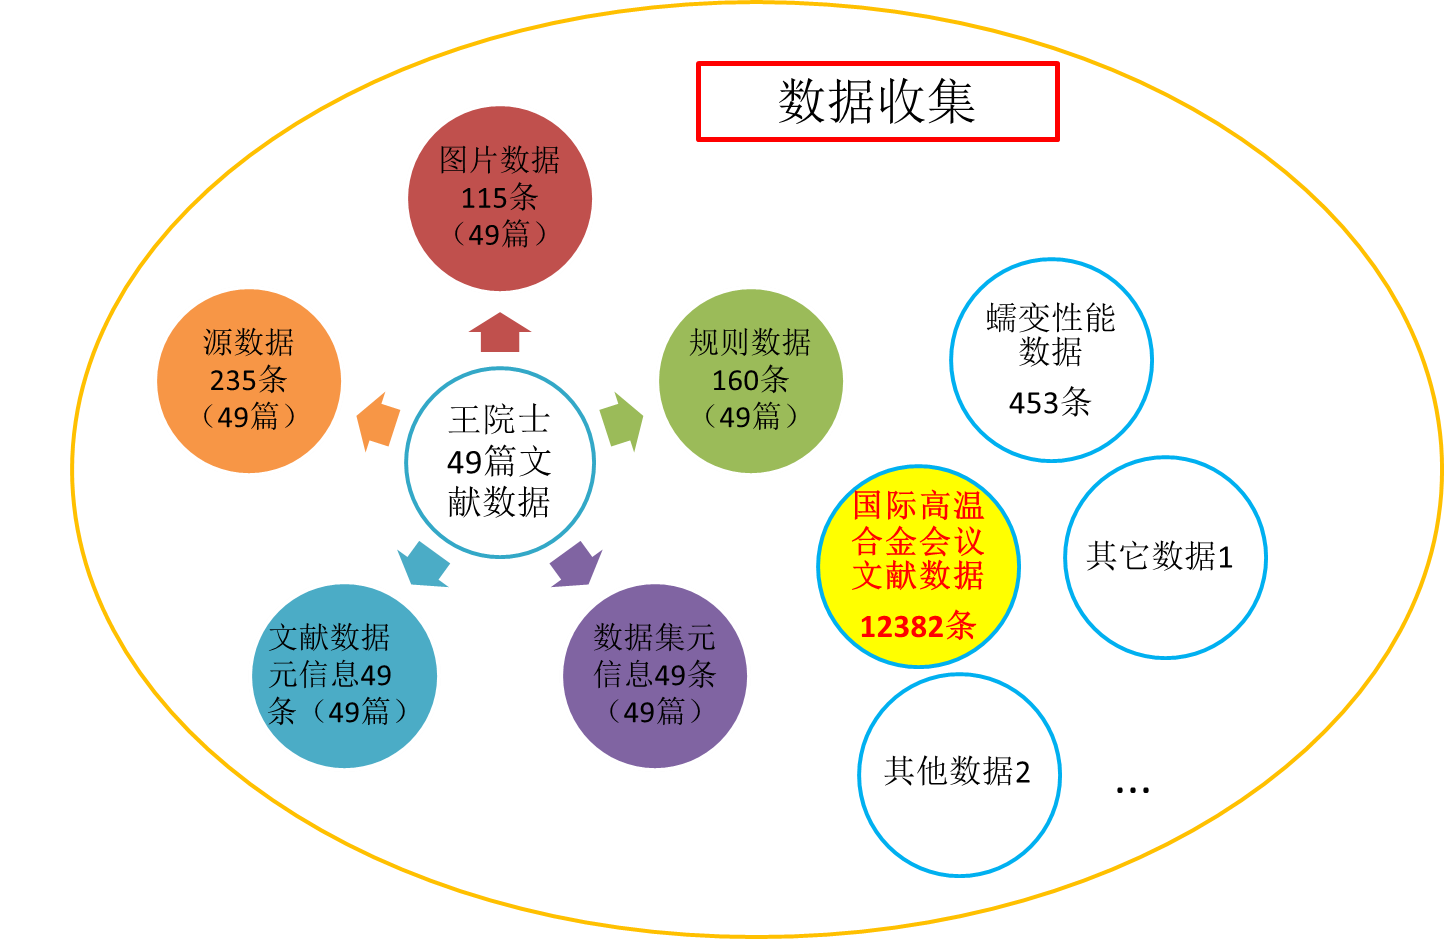 数据收集
图片数据
115条
（49篇）
源数据
235条
（49篇）
规则数据
160条
（49篇）
王院士
49篇文
献数据
文献数据
元信息49
条（49篇）
数据集元
信息49条
（49篇）
蠕变性能
数据
453条
国际高温
合金会议
文献数据
12382条
其它数据1
其他数据2
...